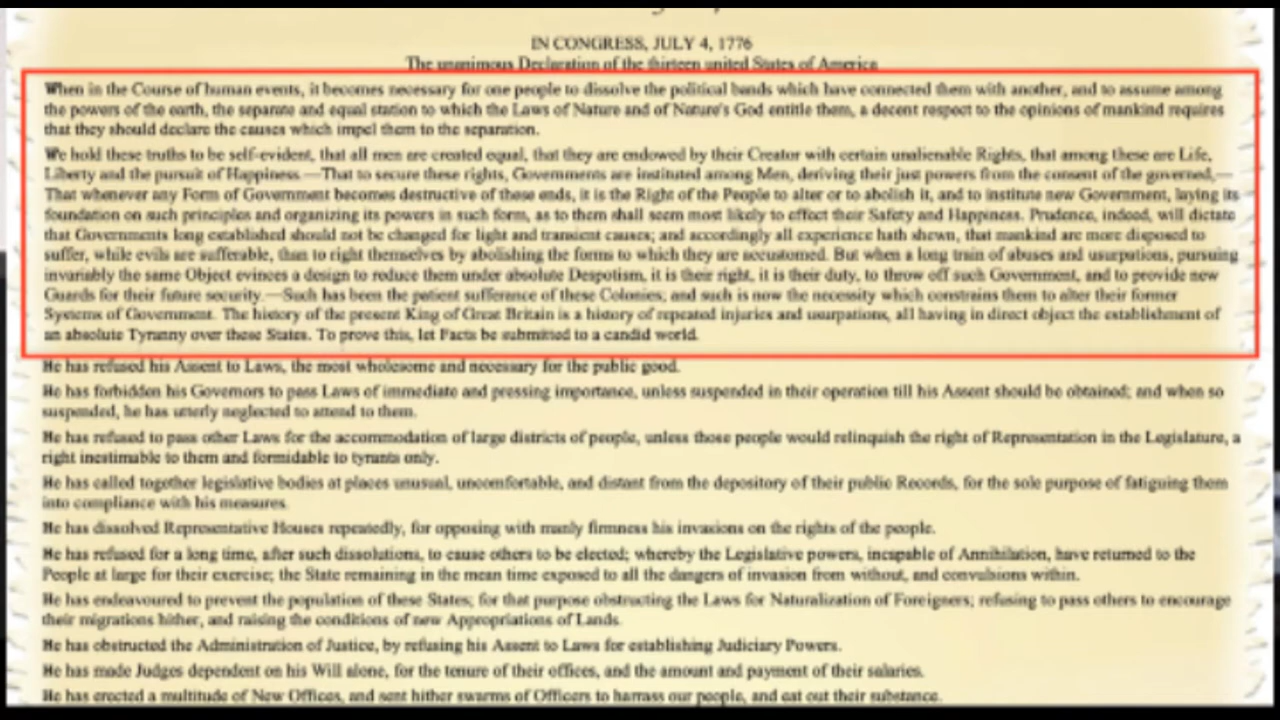 IN CONGRESS, JULY 4, 1776
The unanimous Declaration of the thirteen united States of America
When in the Course of human events, it becomes necessary for one people to dissolve the political bands which have connected them with another, and to assume among
the powers of the earth, the separate and equal station to which the Laws of Nature and of Nature's God entitle them, a decent respect to the opinions of mankind requires
that they should declare the causes which impel them to the separation.
We hold these truths to be self-evident, that all men are created equal, that they are endowed by their Creator with certain unalienable Rights, that among these are Life,
Liberty and the pursuit of Happiness.—That to secure these rights, Governments are instituted among Men, deriving their just powers from the consent of the governed,—
That whenever any Form of Government becomes destructive of these ends, it is the Right of the People to alter or to abolish it, and to institute new Government, laying its
foundation on such principles and organizing its powers in such form, as to them shall seem most likely to effect their Safety and Happiness. Prudence, indeed, will dictate
that Governments long established should not be changed for light and transient causes; and accordingly all experience hath shewn, that mankind are more disposed to
suffer, while evils are sufferable, than to right themselves by abolishing the forms to which they are accustomed. But when a long train of abuses and usurpations, pursuing
invariably the same Object evinces a design to reduce them under absolute Despotism, it is their right, it is their duty, to throw off such Government, and to provide new
Guards for their future security.—Such has been the patient sufferance of these Colonies; and such is now the necessity which constrains them to alter their former
Systems of Government. The history of the present King of Great Britain is a history of repeated injuries and usurpations, all having in direct object the establishment of
an absolute Tyranny over these States. To prove this, let Facts be submitted to a candid world.
He has refused his Assent to Laws, the most wholesome and necessary for the public good.
He has forbidden his Governors to pass Laws of immediate and pressing importance, unless suspended in their operation till his Assent should be obtained; and when so
suspended, he has utterly neglected to attend to them.
He has refused to pass other Laws for the accommodation of large districts of people, unless those people would relinquish the right of Representation in the Legislature, a
right inestimable to them and formidable to tyrants only.
He has called together legislative bodies at places unusual, uncomfortable, and distant from the depository of their public Records, for the sole purpose of fatiguing them
into compliance with his measures.
He has dissolved Representative Houses repeatedly, for opposing with manly firmness his invasions on the rights of the people.
He has refused for a long time, after such dissolutions, to cause others to be elected; whereby the Legislative powers, incapable of Annihilation, have returned to the
People at large for their exercise; the State remaining in the mean time exposed to all the dangers of invasion from without, and convulsions within.
He has endeavoured to prevent the population of these States; for that purpose obstructing the Laws for Naturalization of Foreigners; refusing to pass others to encourage
their migrations hither, and raising the conditions of new Appropriations of Lands.
He has obstructed the Administration of Justice, by refusing his Assent to Laws for establishing Judiciary Powers.
He has made Judges dependent on his Will alone, for the tenure of their offices, and the amount and payment of their salaries.
He has erected a multitude of New Offices, and sent hither swarms of Officers to harrass our people, and eat out their substance.